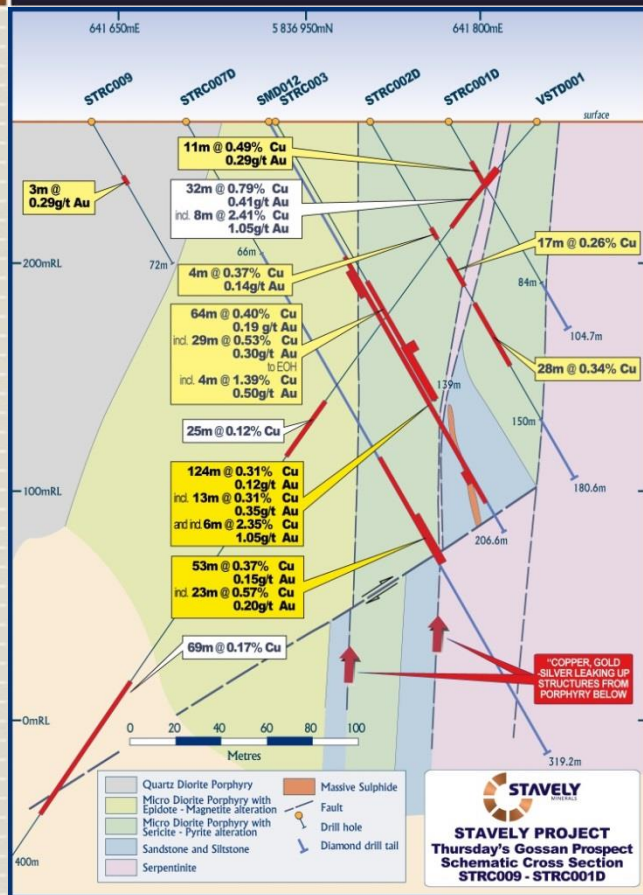 641 650mE
5 836 950mN
641 800mE
STRC009
STRC007D
SMD012
STRC003
STRC002D
STRC001D
VSTD001
surface
11m @ 0.49% Cu
0.29g/t Au
3m @
0.29g/t Au
32m @ 0.79% Cu
0.41g/t Au
incl. 8m @ 2.41% Cu
1.05g/t Au
17m @ 0.26% Cu
66m
72m
200mRL
4m @ 0.37% Cu
0.14g/t Au
84m
104.7m
64m @ 0.40% Cu
0.19 g/t Au
incl. 29m @ 0.53% Cu
0.30g/t Au
to EOH
incl. 4m @ 1.39% Cu
0.50g/t Au
28m @ 0.34% Cu
139m
25m @ 0.12% Cu
150m
180.6m
124m @ 0.31% Cu
0.12g/t Au
incl. 13m @ 0.31% Cu
0.35g/t Au
and incl. 6m @ 2.35% Cu
1.05g/t Au
100mRL
206.6m
53m @ 0.37% Cu
0.15g/t Au
incl. 23m @ 0.57% Cu
0.20g/t Au
69m @ 0.17% Cu
"COPPER, GOLD
-SILVER LEAKING UP
STRUCTURES FROM
PORPHYRY BELOW
0mRL
0 20 40 60 80 100
Metres
319.2m
400m
Quartz Diorite Porphyry
Micro Diorite Porphyry with
Epidote - Magnetite alteration
Micro Diorite Porphyry with
Sericite - Pyrite alteration
Sandstone and Siltstone
Serpentinite
Massive Sulphide
Fault
Drill hole
Diamond drill tail
STAVELY
MINERALS
STAVELY PROJECT
Thursday's Gossan Prospect
Schematic Cross Section
STRC009 - STRC001D